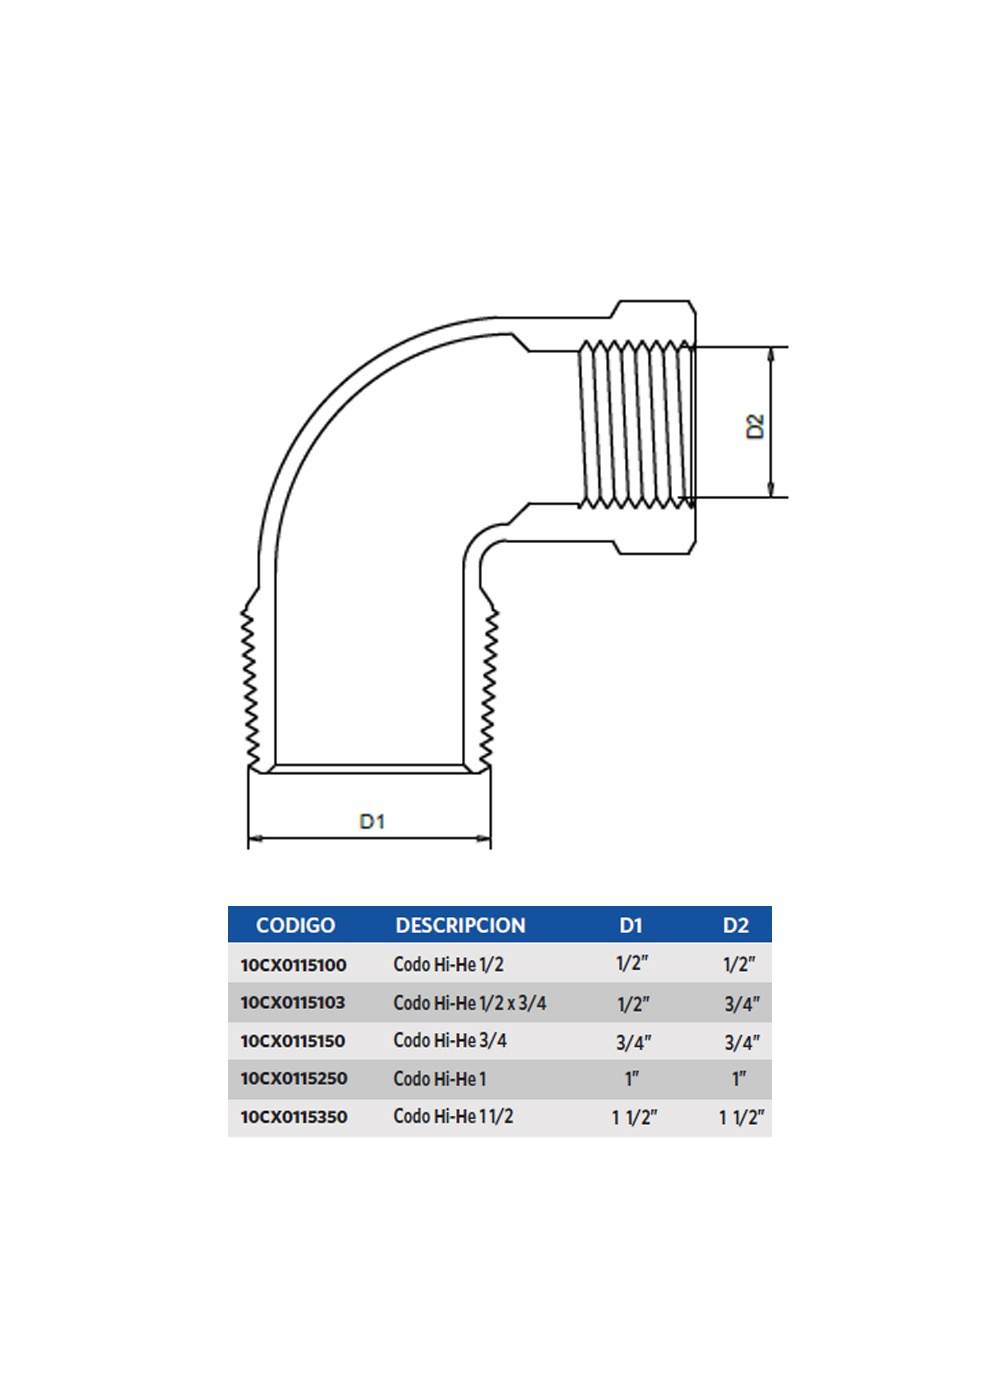 D2
D1
CODIGO DESCRIPCION D1 D2
10CX0115100 Codo Hi-He 1/2 1/2" 1/2"
10CX0115103 Codo Hi-He 1/2 x 3/4 1/2" 3/4"
10CX0115150 Codo Hi-He 3/4 3/4" 3/4"
10CX0115250 Codo Hi-He 1 1" 1"
10CX0115350 Codo Hi-He 1 1/2 1 1/2" 1 1/2"